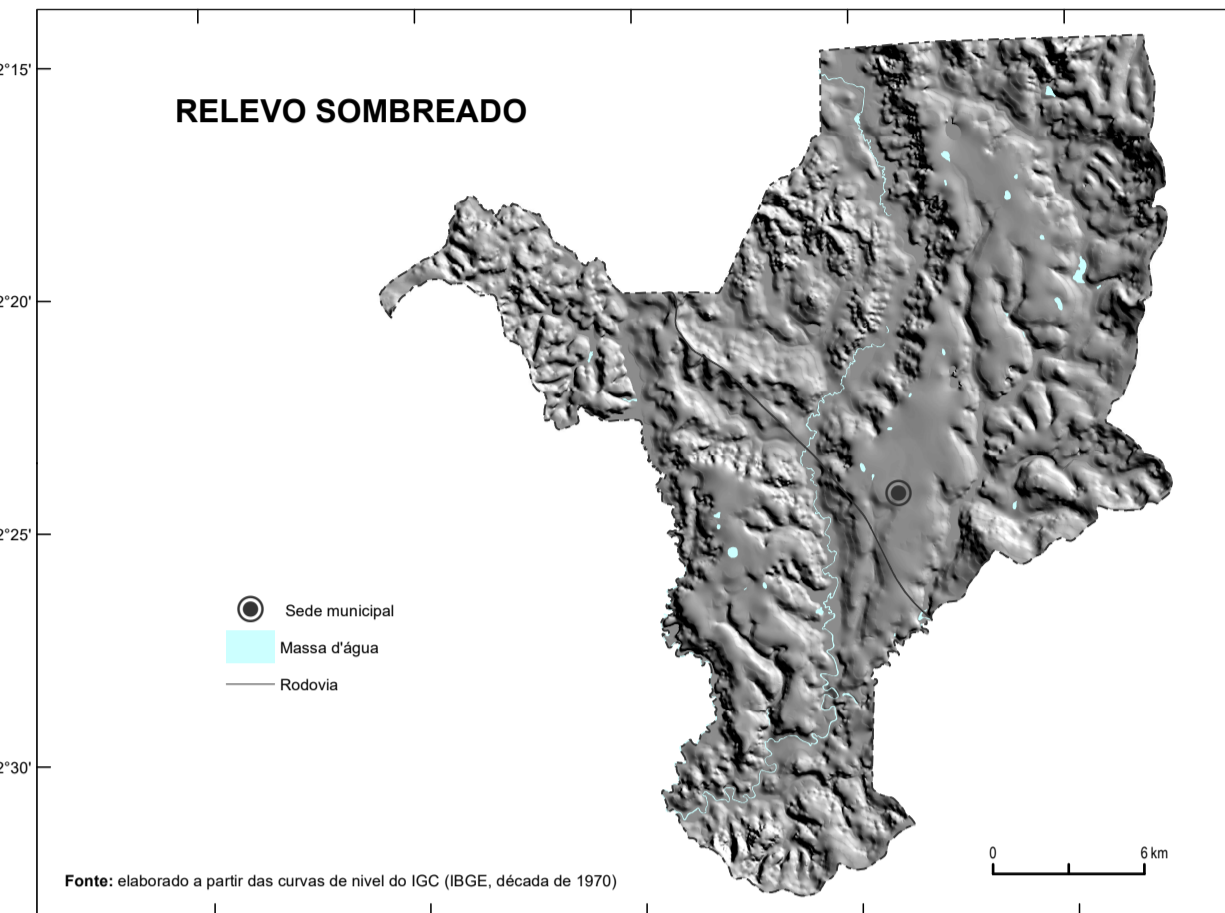 2°15'
RELEVO SOMBREADO
2°20'
2°25'
Sede municipal
Massa d'água
Rodovia
2°30'
0 6 km
Fonte: elaborado a partir das curvas de nivel do IGC (IBGE, década de 1970)